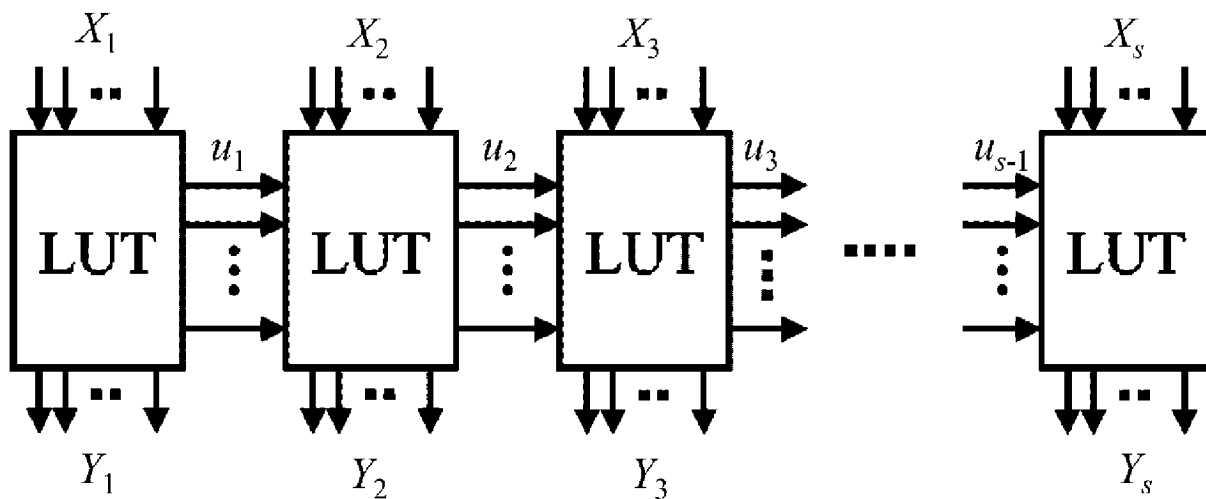 X1 X2 X3 Xs
u1 u2 u3 us-1
LUT LUT LUT LUT
Y1 Y2 Y3 Ys